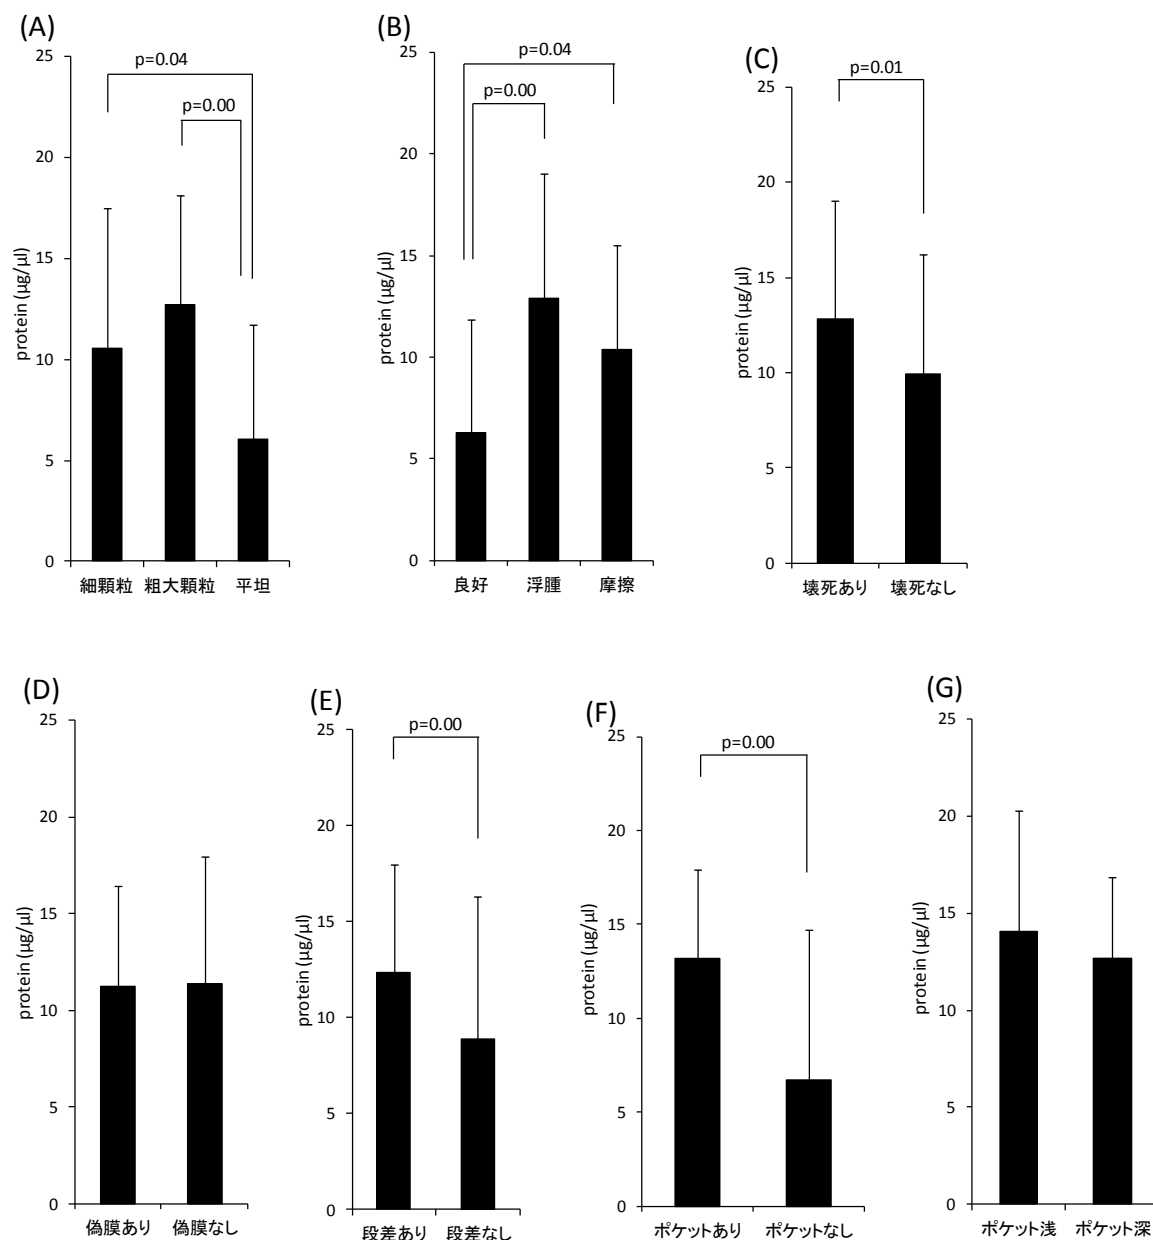 (A)
25
20
15
10
5
0
protein (µg/µl)
p=0.04
p=0.00
細顆粒 粗大顆粒 平坦
(B)
25
20
15
10
5
0
protein (µg/µl)
p=0.04
p=0.00
良好 浮腫 摩擦
(C)
25
20
15
10
5
0
protein (µg/µl)
p=0.01
壊死あり 壊死なし
(D)
25
20
15
10
5
0
protein (µg/µl)
偽膜あり 偽膜なし
(E)
25
20
15
10
5
0
protein (µg/µl)
p=0.00
段差あり 段差なし
(F)
25
20
15
10
5
0
protein (µg/µl)
p=0.00
ポケットあり ポケットなし
(G)
25
20
15
10
5
0
protein (µg/µl)
ポケット浅 ポケット深